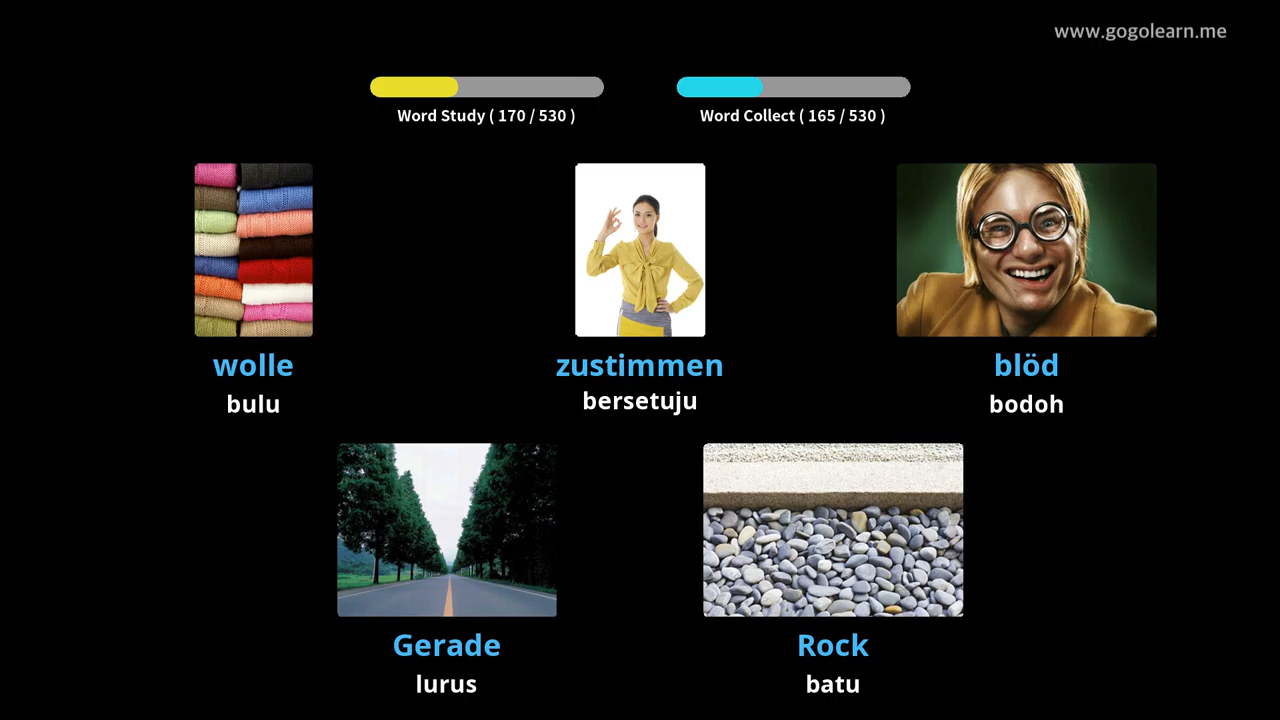 www.gogolearn.me
Word Study ( 170 / 530 )
Word Collect ( 165 / 530 )
wolle
bulu
zustimmen
bersetuju
blöd
bodoh
Gerade
lurus
Rock
batu